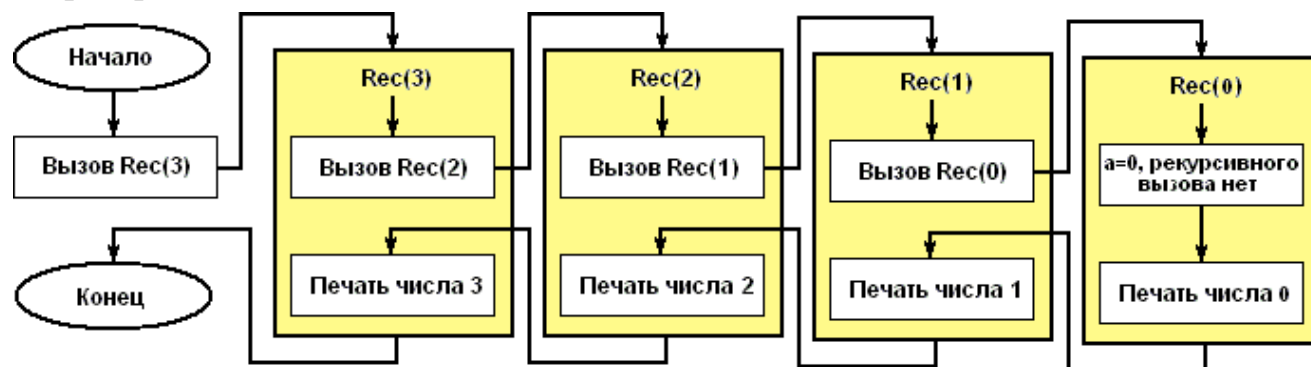 Начало
Вызов Rec(3)
Rec(3)
Вызов Rec(2)
Печать числа 3
Rec(2)
Вызов Rec(1)
Печать числа 2
Rec(1)
Вызов Rec(0)
Печать числа 1
Rec(0)
a=0, рекурсивного
вызова нет
Печать числа 0
Конец